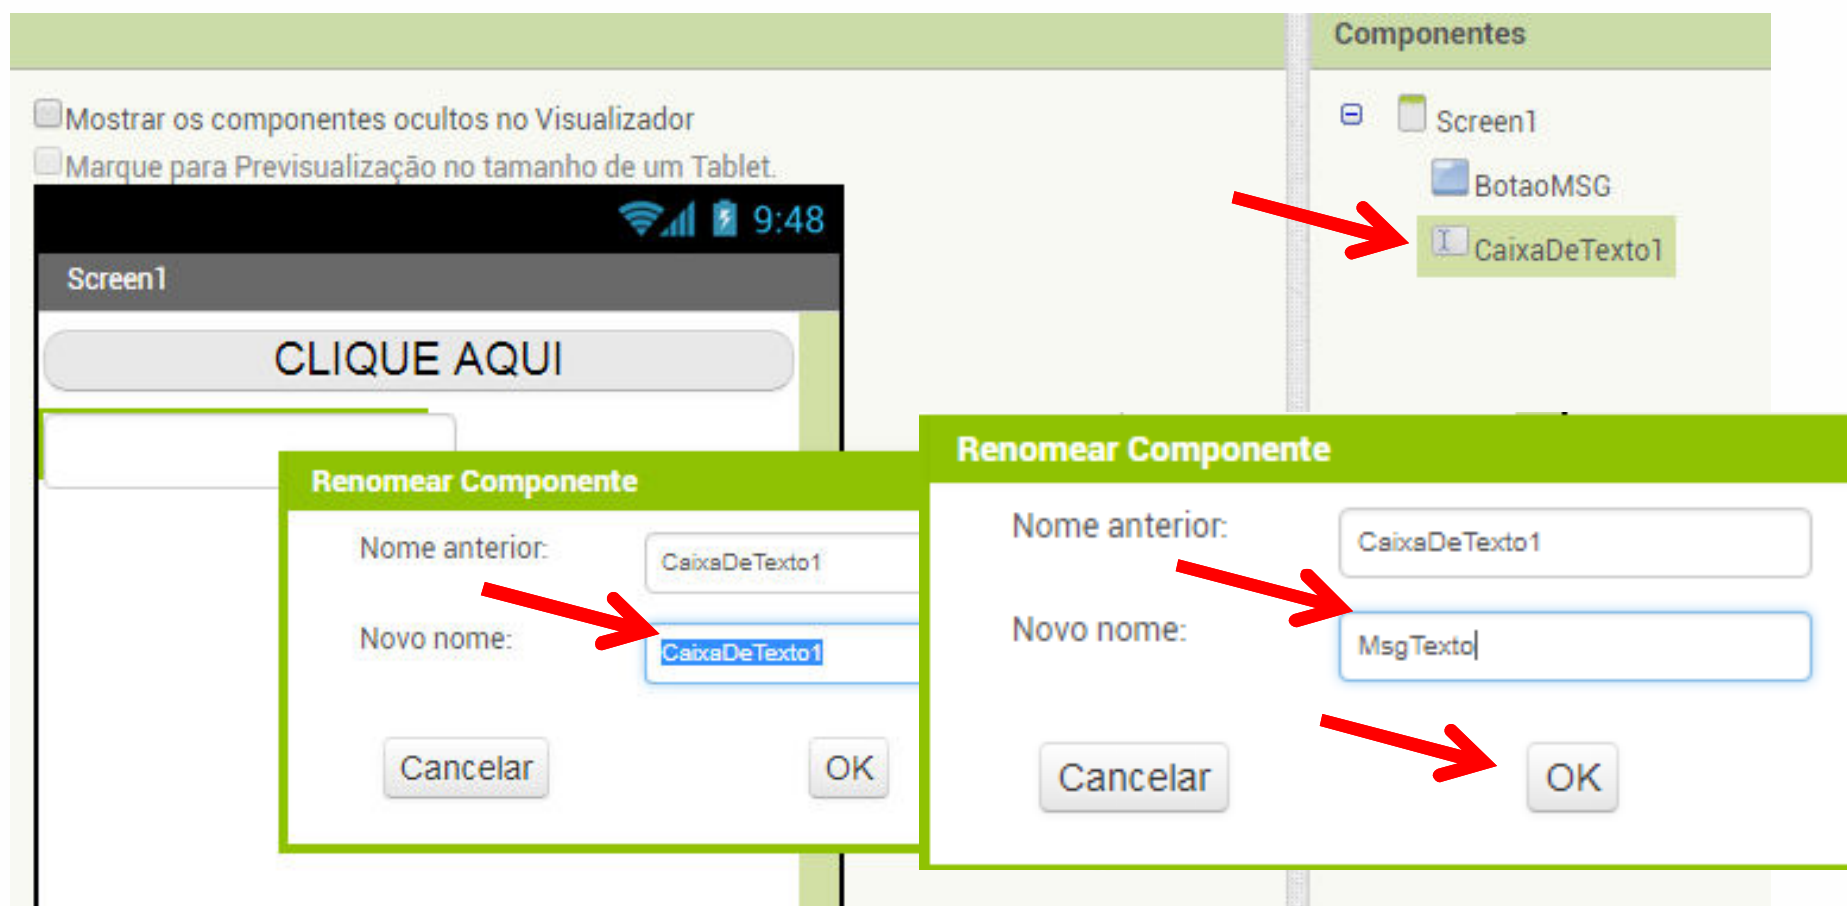 Componentes
Mostrar os componentes ocultos no Visualizador
Marque para Previsualização no tamanho de um Tablet.
Screen1
BotaoMSG
CaixaDeTexto1
9:48
Screen1
CLIQUE AQUI
Renomear Componente
Nome anterior:
CaixaDeTexto1
Novo nome:
CaixaDeTexto1
Cancelar
OK
Renomear Componente
Nome anterior:
CaixaDeTexto1
Novo nome:
MsgTexto
Cancelar
OK